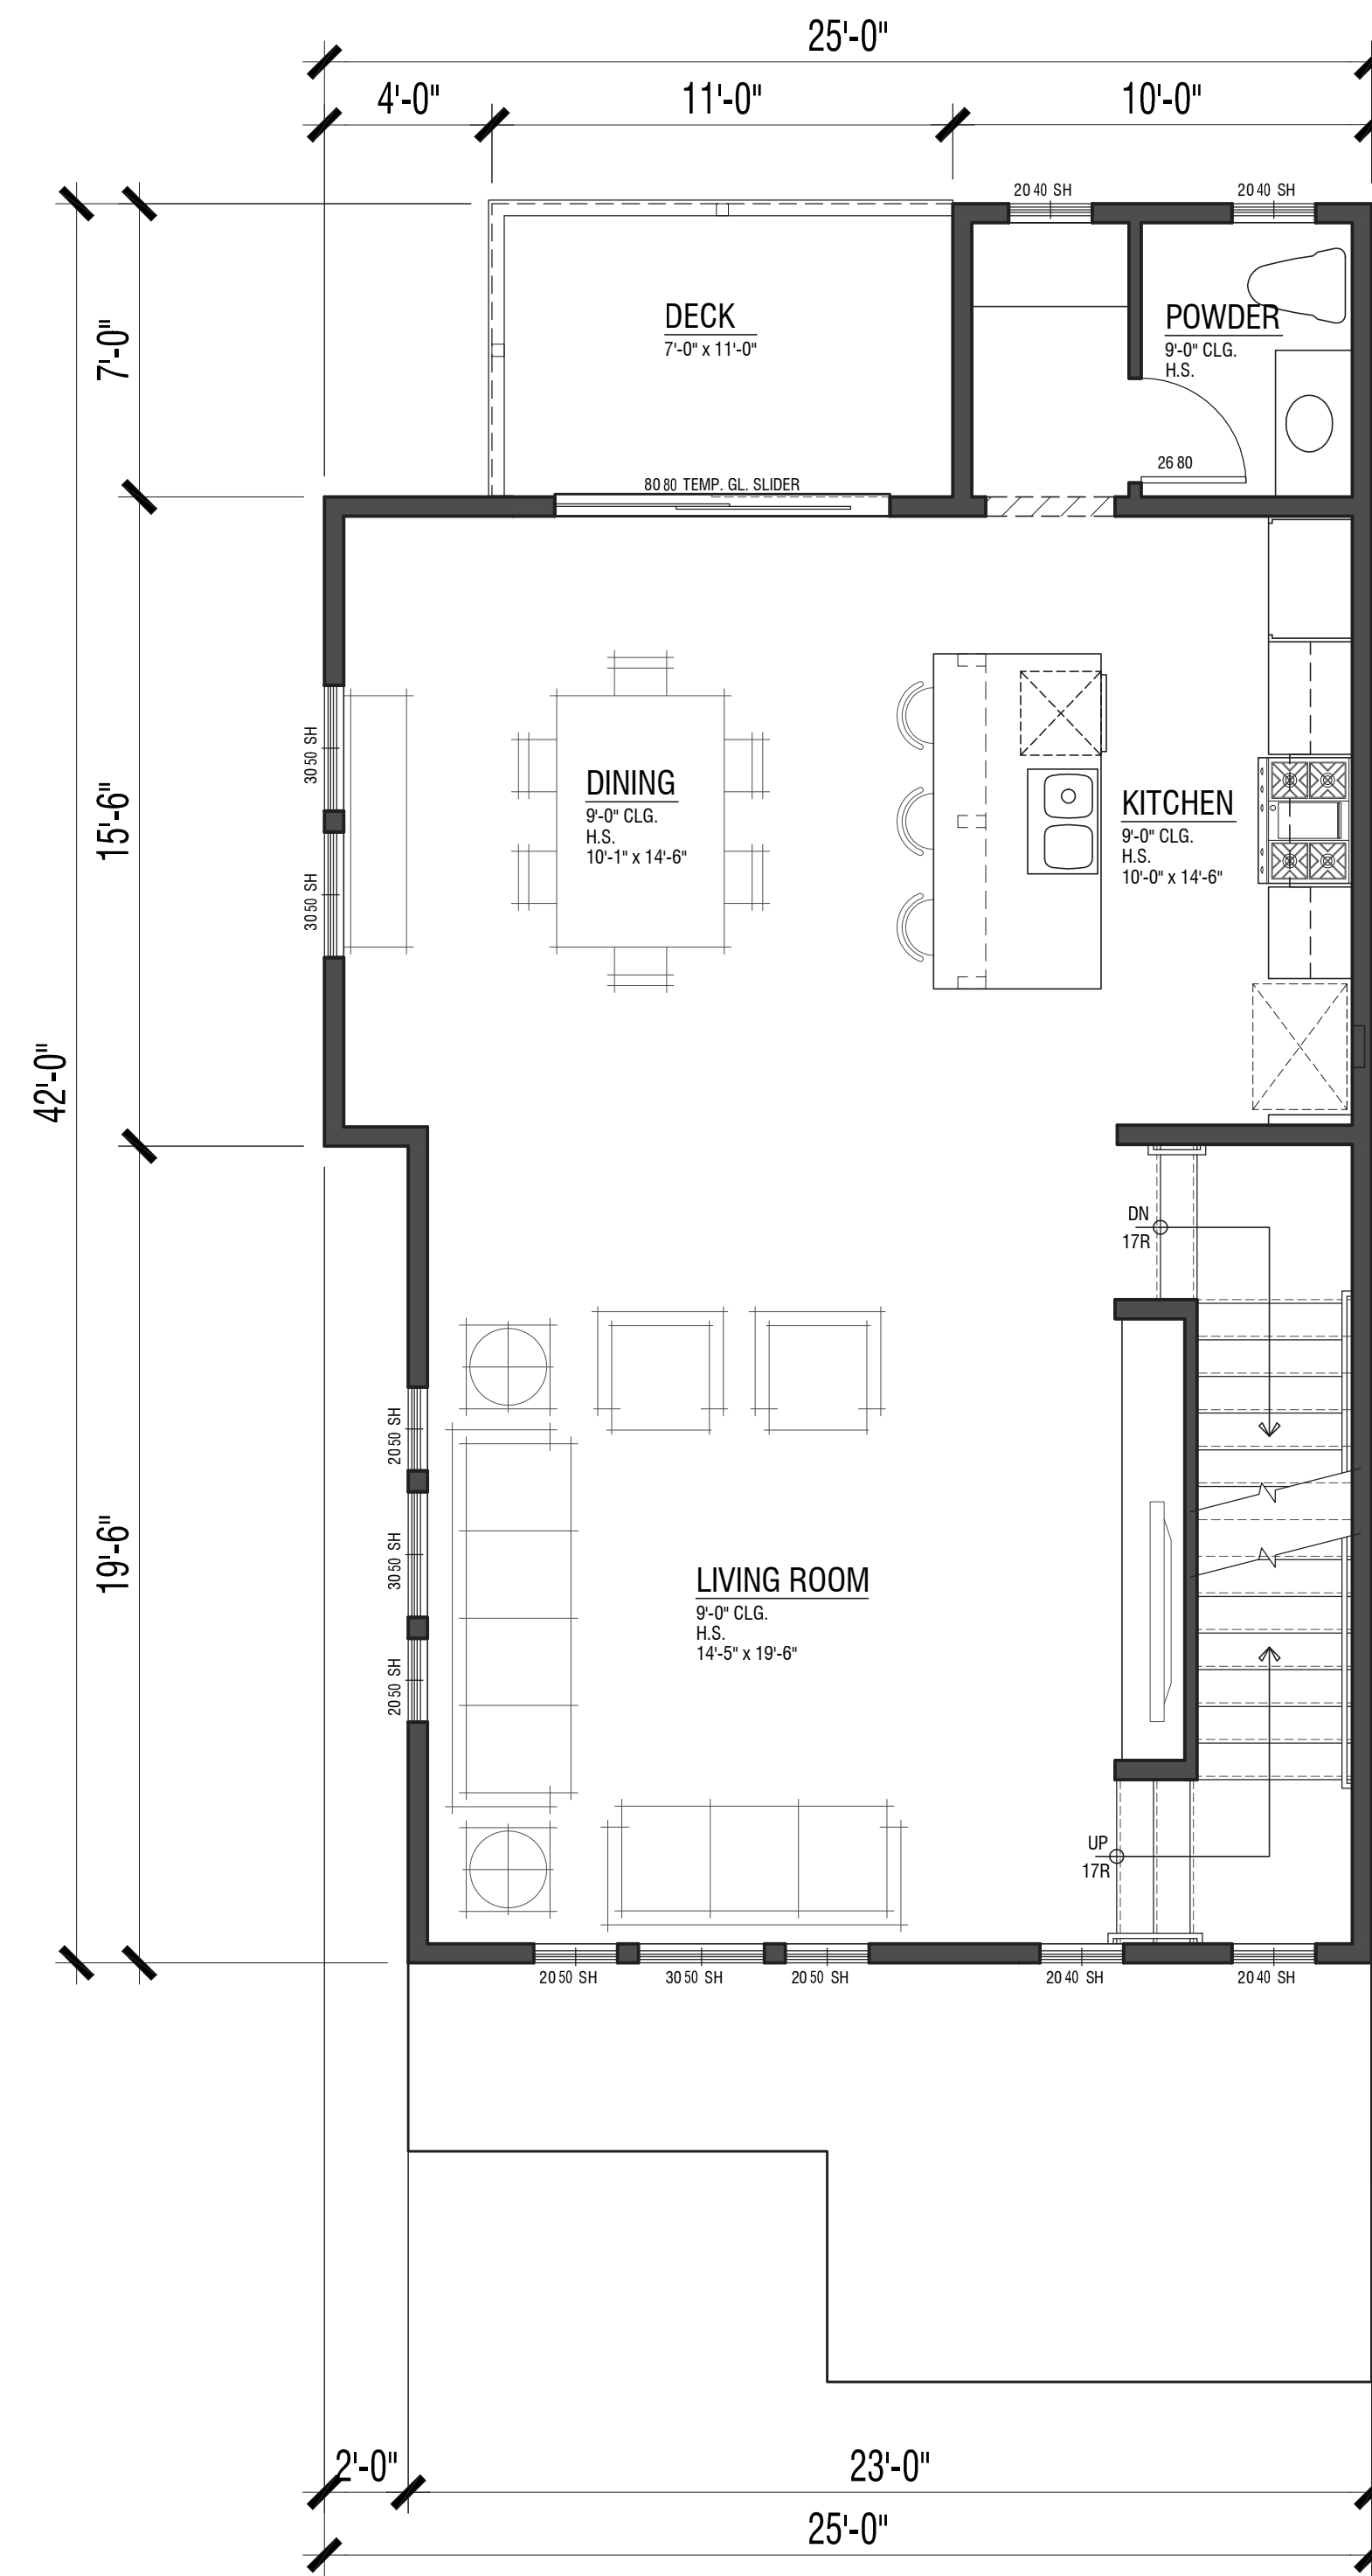 25'-0"
4'-0"
11'-0"
10'-0"
20 40 SH
20 40 SH
7'-0"
DECK
7'-0" x 11'-0"
POWDER
9'-0" CLG.
H.S.
26 80
80 80 TEMP. GL. SLIDER
30 50 SH
30 50 SH
15'-6"
DINING
9'-0" CLG.
H.S.
10'-1" x 14'-6"
KITCHEN
9'-0" CLG.
H.S.
10'-0" x 14'-6"
42'-0"
DN
17R
20 50 SH
30 50 SH
20 50 SH
19'-6"
LIVING ROOM
9'-0" CLG.
H.S.
14'-5" x 19'-6"
UP
17R
20 50 SH
30 50 SH
20 50 SH
20 40 SH
20 40 SH
2'-0"
23'-0"
25'-0"